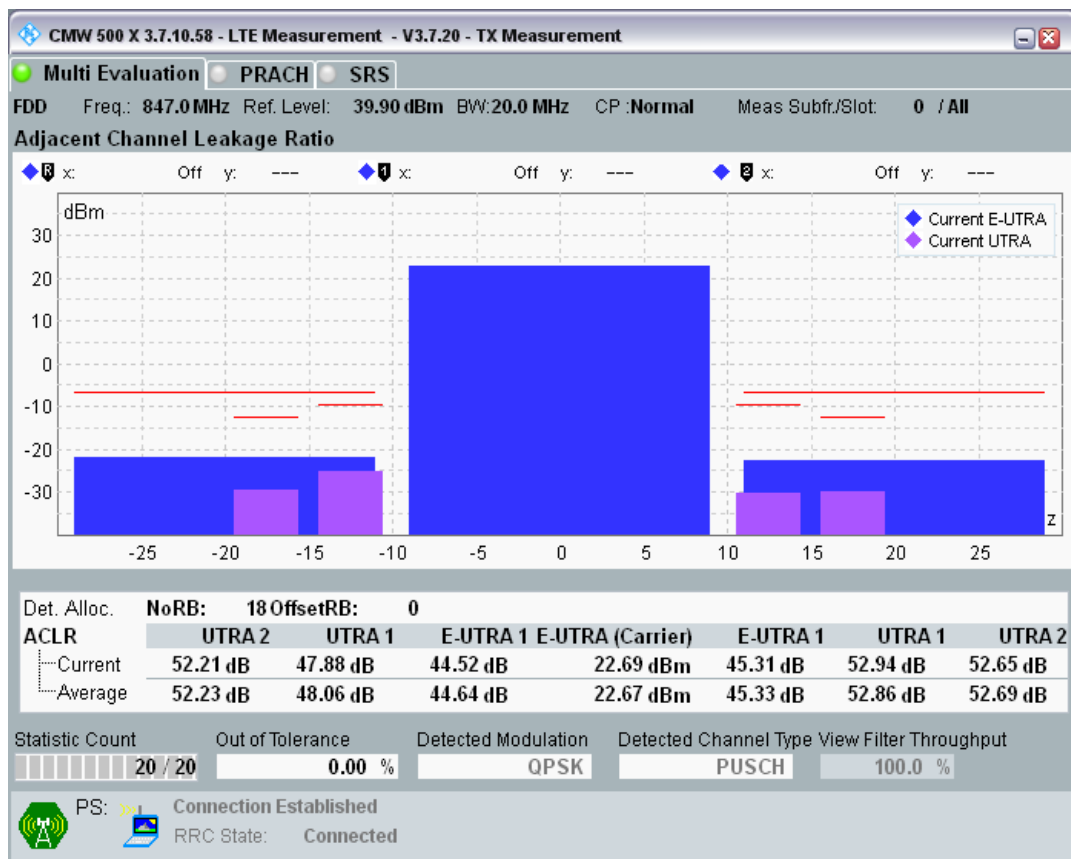 CMW 500 X 3.7.10.58 - LTE Measurement - V3.7.20 - TX Measurement
Multi Evaluation PRACH SRS
FDD Freq.: 847.0 MHz Ref. Level: 39.90 dBm BW:20.0 MHz CP :Normal Meas Subfr./Slot: 0 / All
Adjacent Channel Leakage Ratio
R x: Off y: --- 1 x: Off y: --- 2 x: Off y: ---
dBm
Current E-UTRA
Current UTRA
30
20
10
0
-10
-20
-30
z
-25 -20 -15 -10 -5 0 5 10 15 20 25
Det. Alloc. NoRB: 18 OffsetRB: 0
ACLR UTRA 2 UTRA 1 E-UTRA 1 E-UTRA (Carrier) E-UTRA 1 UTRA 1 UTRA 2
Current 52.21 dB 47.88 dB 44.52 dB 22.69 dBm 45.31 dB 52.94 dB 52.65 dB
Average 52.23 dB 48.06 dB 44.64 dB 22.67 dBm 45.33 dB 52.86 dB 52.69 dB
Statistic Count Out of Tolerance Detected Modulation Detected Channel Type View Filter Throughput
20 / 20 0.00 % QPSK PUSCH 100.0 %
PS: Connection Established
RRC State: Connected